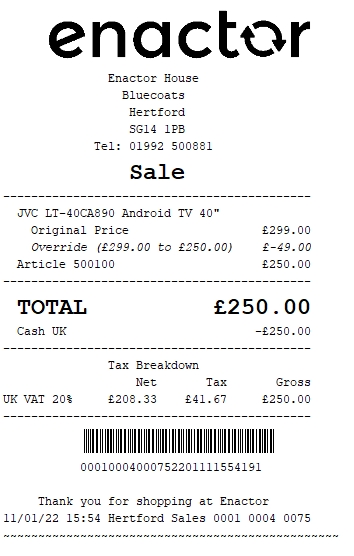 enactor
Enactor House
Bluecoats
Hertford
SG14 1PB
Tel: 01992 500881
Sale
JVC LT-40CA890 Android TV 40"
Original Price £299.00
Override (£299.00 to £250.00) £-49.00
Article 500100 £250.00
TOTAL £250.00
Cash UK -£250.00
Tax Breakdown
Net Tax Gross
UK VAT 20% £208.33 £41.67 £250.00
00010004000752201111554191
Thank you for shopping at Enactor
11/01/22 15:54 Hertford Sales 0001 0004 0075